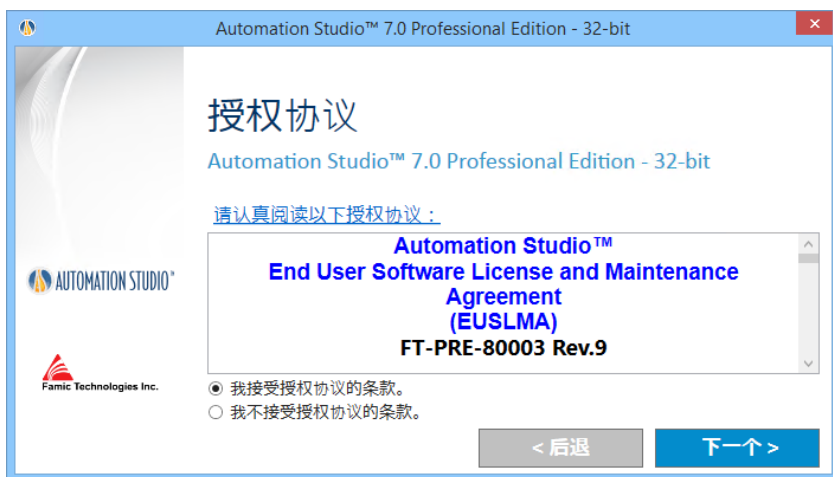 Automation Studio™ 7.0 Professional Edition - 32-bit
授权协议
Automation Studio™ 7.0 Professional Edition - 32-bit
请认真阅读以下授权协议：
Automation Studio™
End User Software License and Maintenance
Agreement
(EUSLMA)
FT-PRE-80003 Rev.9
AUTOMATION STUDIO™
Famic Technologies Inc.
我接受授权协议的条款。
我不接受授权协议的条款。
< 后退
下一个 >